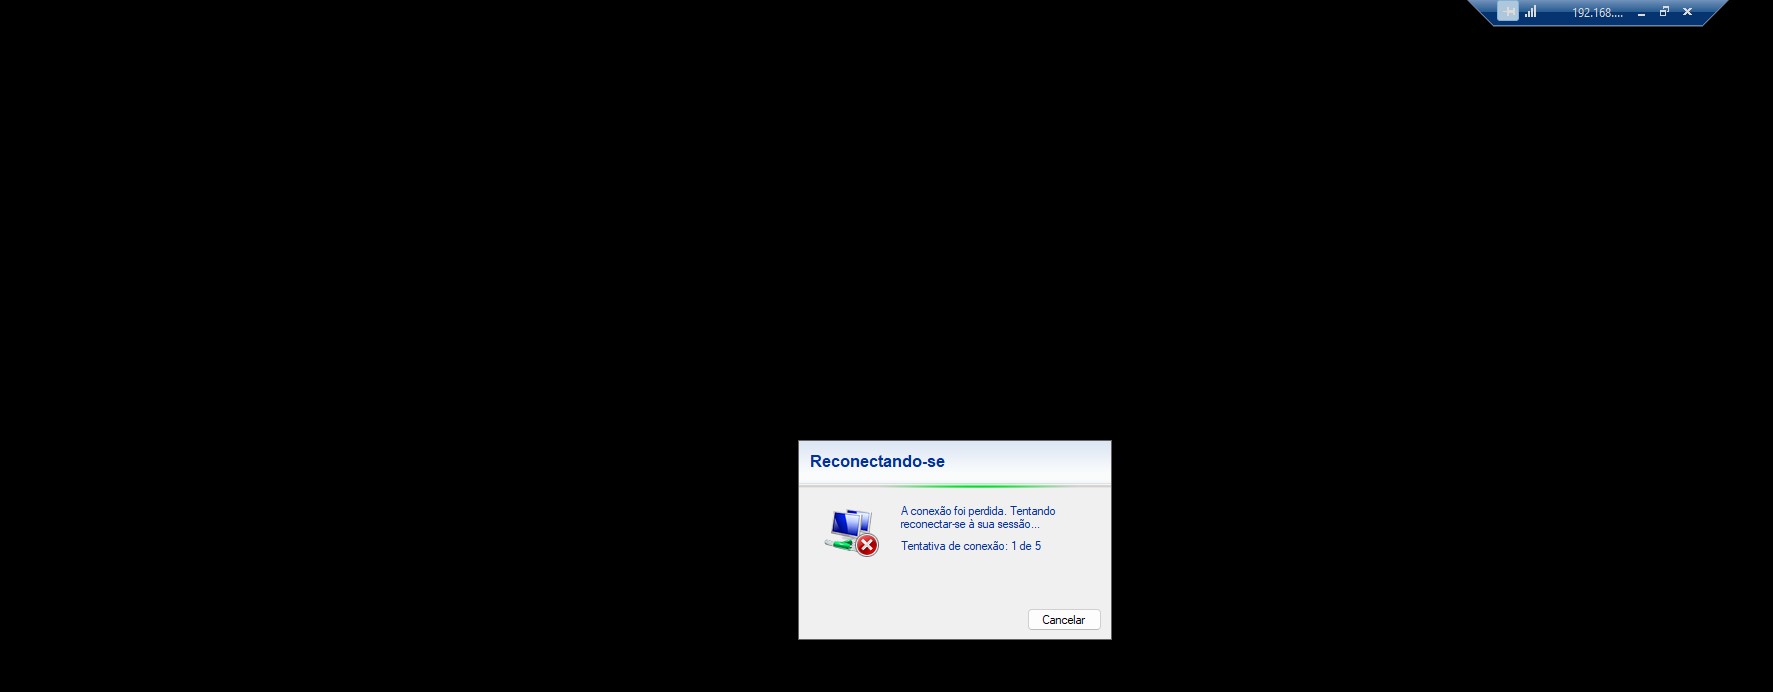 192.168....
Reconectando-se
A conexão foi perdida. Tentando
reconectar-se à sua sessão...
Tentativa de conexão: 1 de 5
Cancelar